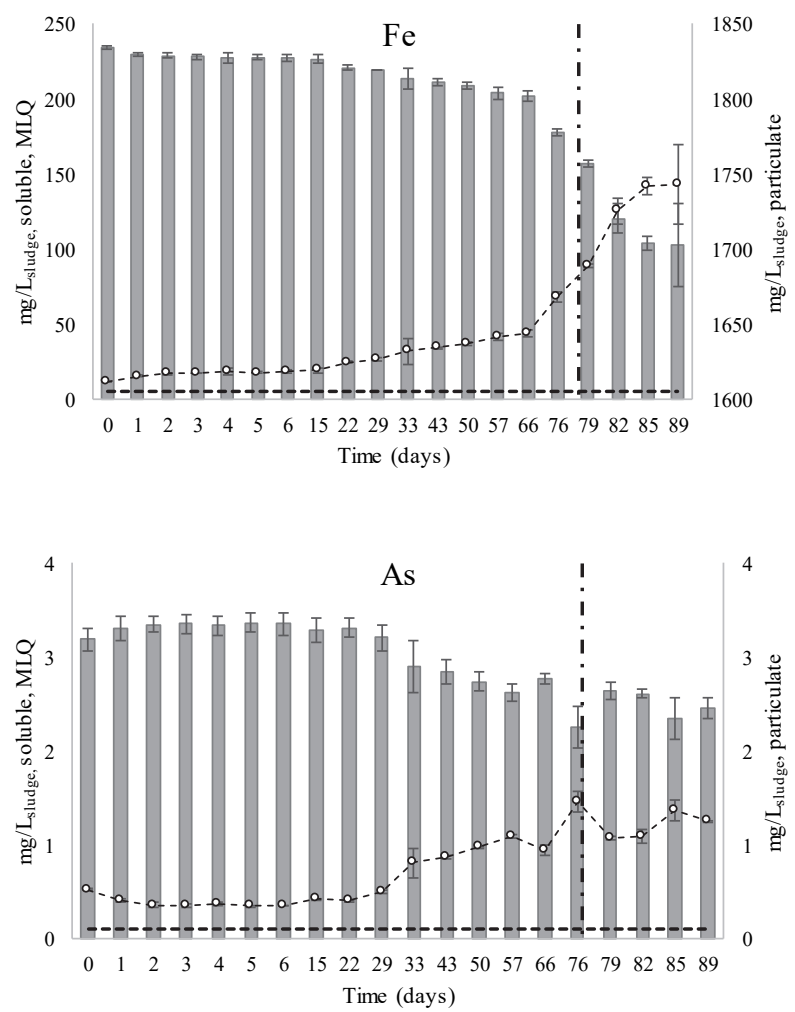 Fe
mg/Lsludge, soluble, MLQ
250
200
150
100
50
0
1850
1800
1750
1700
1650
1600
mg/Lsludge, particulate
0 1 2 3 4 5 6 15 22 29 33 43 50 57 66 76 79 82 85 89
Time (days)
As
mg/Lsludge, soluble, MLQ
4
3
2
1
0
4
3
2
1
0
mg/Lsludge, particulate
0 1 2 3 4 5 6 15 22 29 33 43 50 57 66 76 79 82 85 89
Time (days)